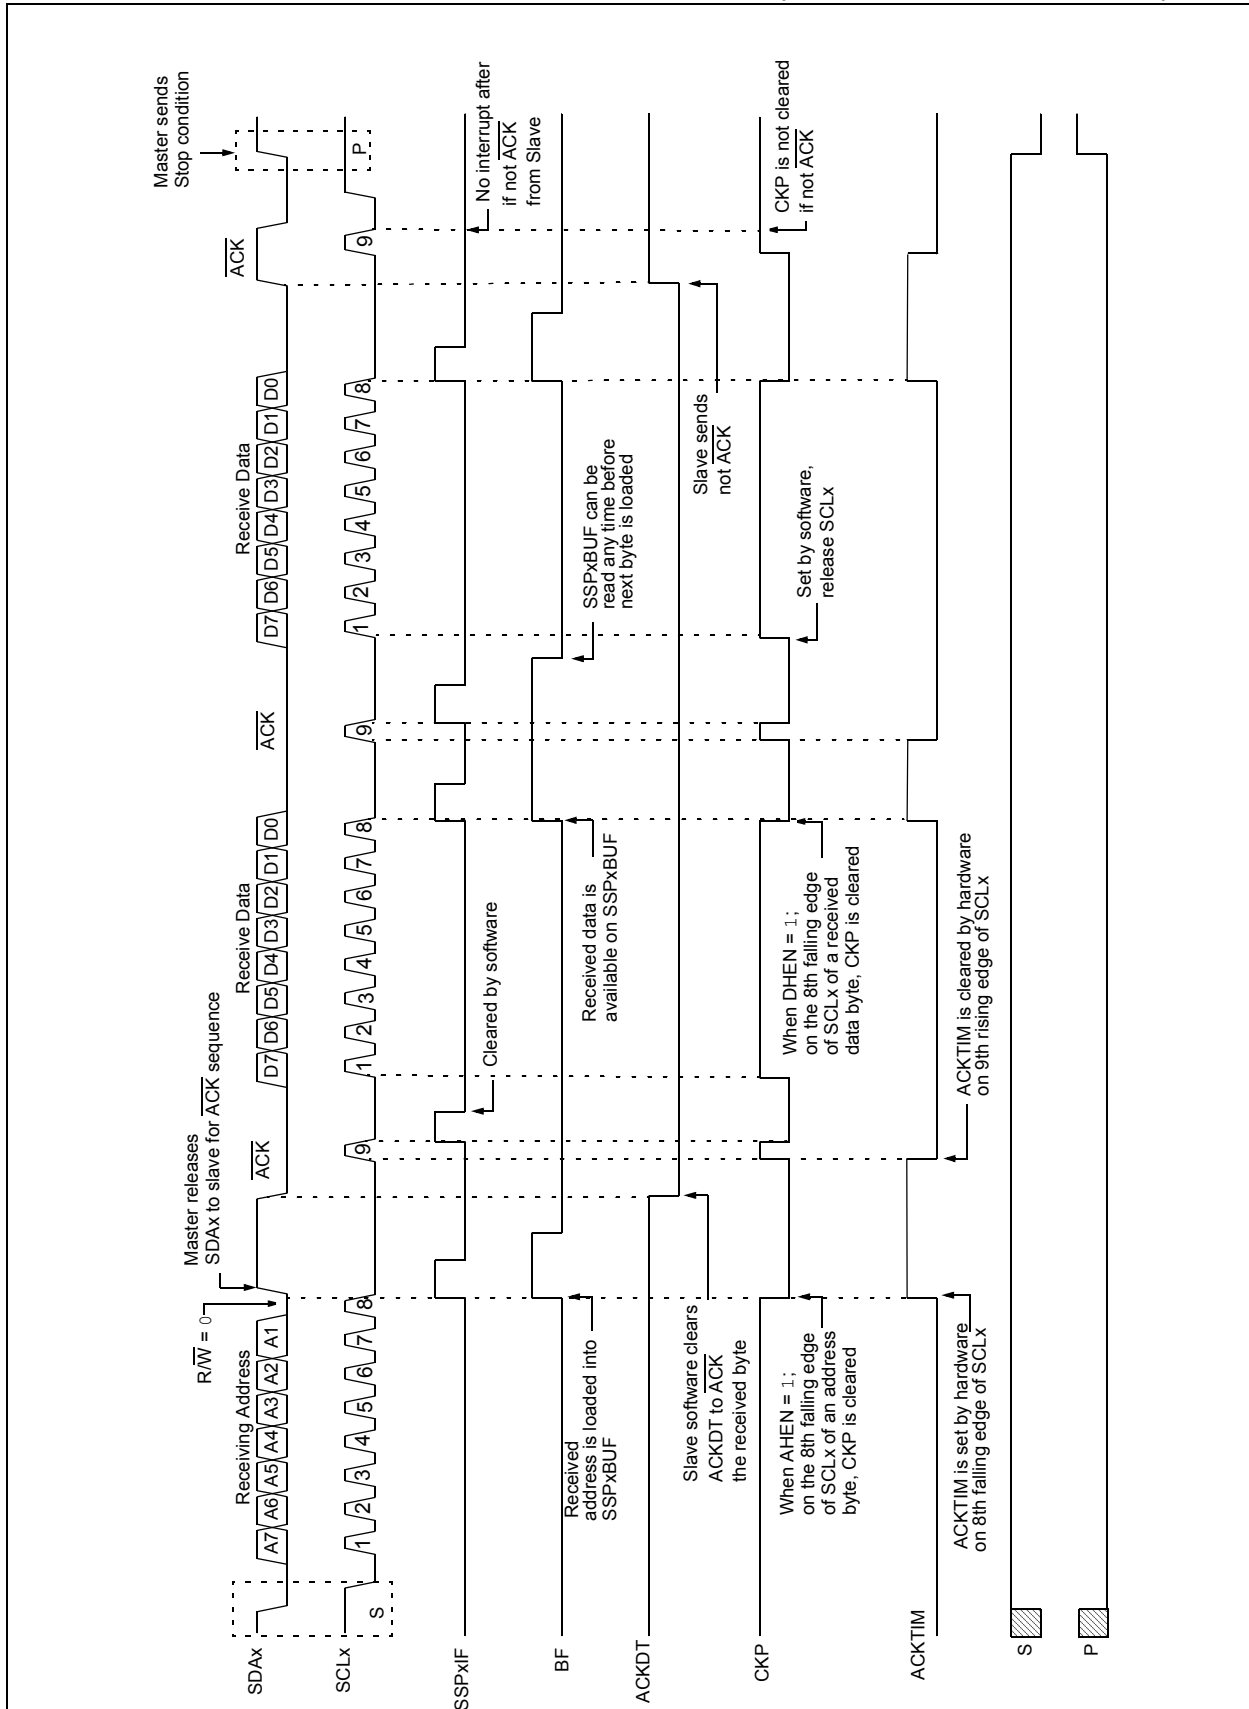 Master sends
Stop condition
Master releases
SDAx to slave for ACK sequence
R/W = 0
Receiving Address
Receive Data
Receive Data
ACK
ACK
ACK
SDAx
A7 A6 A5 A4 A3 A2 A1
D7 D6 D5 D4 D3 D2 D1 D0
D7 D6 D5 D4 D3 D2 D1 D0
SCLx
S
1 2 3 4 5 6 7 8 9
1 2 3 4 5 6 7 8 9
1 2 3 4 5 6 7 8 9
P
SSPxIF
Cleared by software
No interrupt after
if not ACK
from Slave
BF
Received
address is loaded into
SSPxBUF
Received data is
available on SSPxBUF
SSPxBUF can be
read any time before
next byte is loaded
ACKDT
Slave software clears
ACKDT to ACK
the received byte
Slave sends
not ACK
CKP
When AHEN = 1;
on the 8th falling edge
of SCLx of an address
byte, CKP is cleared
When DHEN = 1;
on the 8th falling edge
of SCLx of a received
data byte, CKP is cleared
Set by software,
release SCLx
CKP is not cleared
if not ACK
ACKTIM
ACKTIM is set by hardware
on 8th falling edge of SCLx
ACKTIM is cleared by hardware
on 9th rising edge of SCLx
S
P